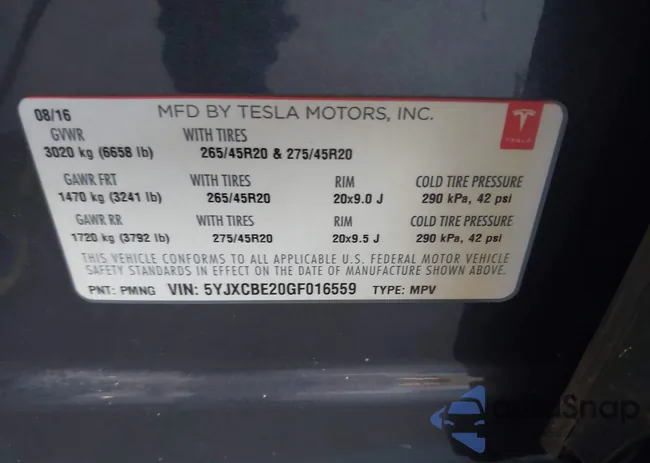 08/16 MFD BY TESLA MOTORS, INC.
GVWR WITH TIRES
3020 kg (6658 lb) 265/45R20 & 275/45R20
TESLA
GAWR FRT WITH TIRES RIM COLD TIRE PRESSURE
1470 kg (3241 lb) 265/45R20 20x9.0 J 290 kPa, 42 psi
GAWR RR WITH TIRES RIM COLD TIRE PRESSURE
1720 kg (3792 lb) 275/45R20 20x9.5 J 290 kPa, 42 psi
THIS VEHICLE CONFORMS TO ALL APPLICABLE U.S. FEDERAL MOTOR VEHICLE
SAFETY STANDARDS IN EFFECT ON THE DATE OF MANUFACTURE SHOWN ABOVE.
PNT: PMNG VIN: 5YJXCBE20GF016559 TYPE: MPV